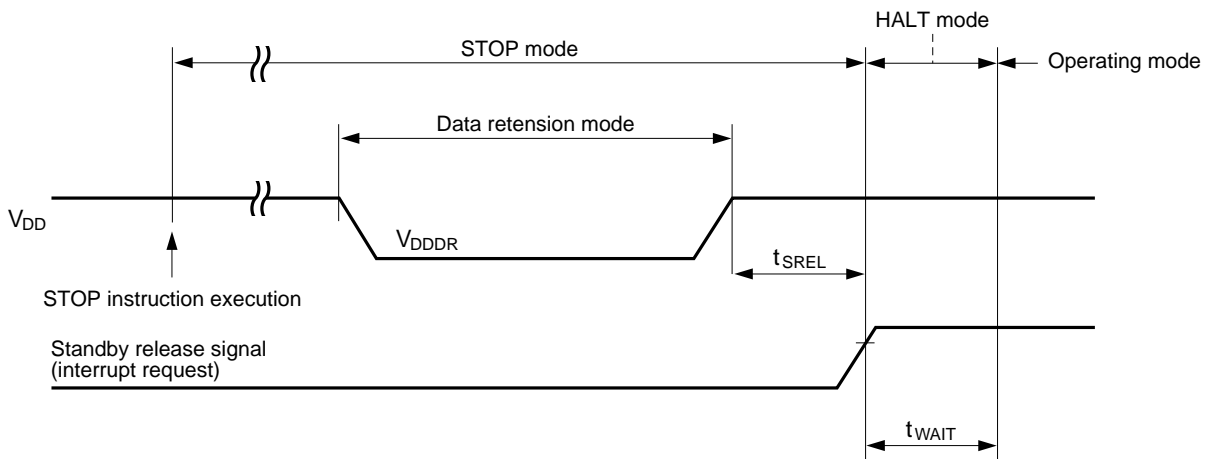 HALT mode
STOP mode
Operating mode
Data retension mode
VDD
VDDDR
tSREL
STOP instruction execution
Standby release signal
(interrupt request)
tWAIT